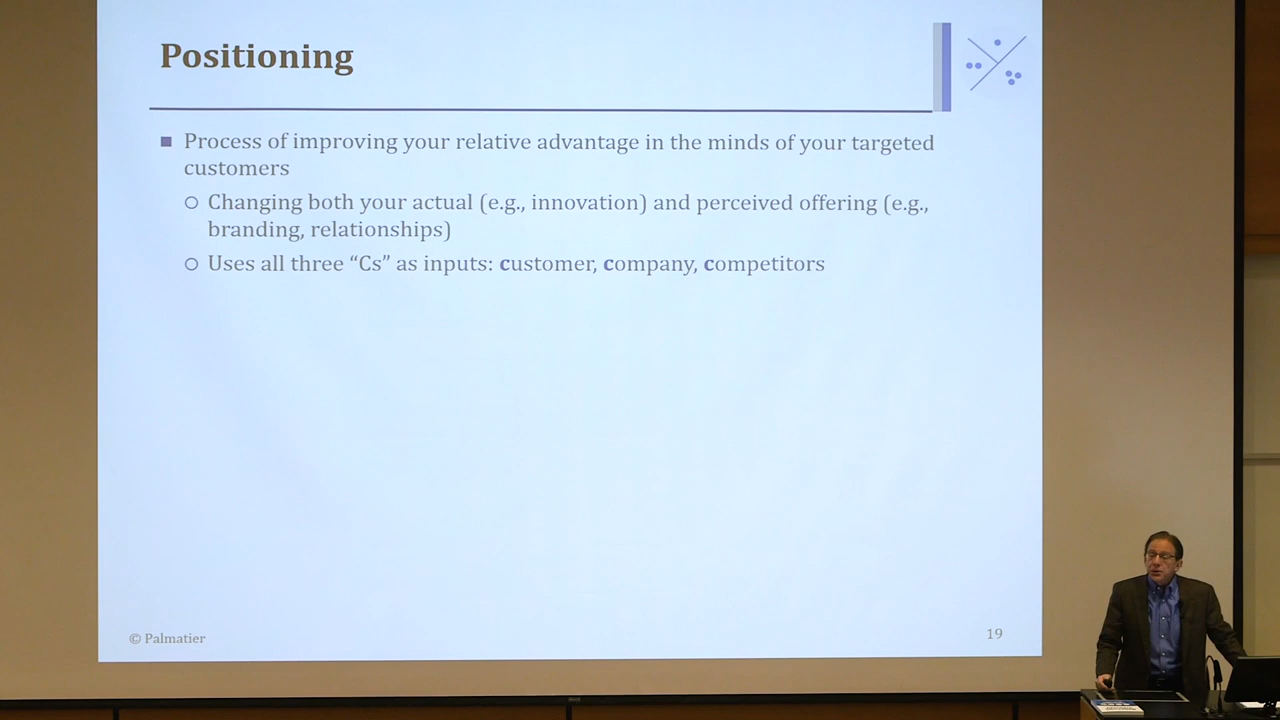 Positioning
Process of improving your relative advantage in the minds of your targeted
customers
Changing both your actual (e.g., innovation) and perceived offering (e.g.,
branding, relationships)
Uses all three “Cs” as inputs: customer, company, competitors
© Palmatier
19